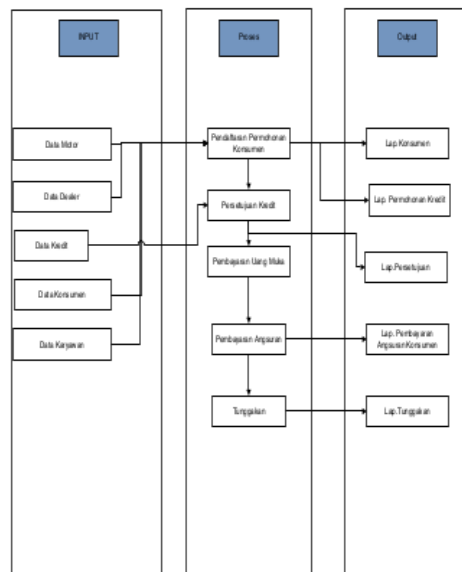 INPUT
Proses
Output
Data Motor
Data Dealer
Data Kredit
Data Konsumen
Data Karyawan
Pendaftaran Permohonan
Konsumen
Persetujuan Kredit
Pembayaran Uang Muka
Pembayaran Angsuran
Tunggakan
Lap.Konsumen
Lap. Permohonan Kredit
Lap.Persetujuan
Lap. Pembayaran
Angsuran Konsumen
Lap.Tunggakan